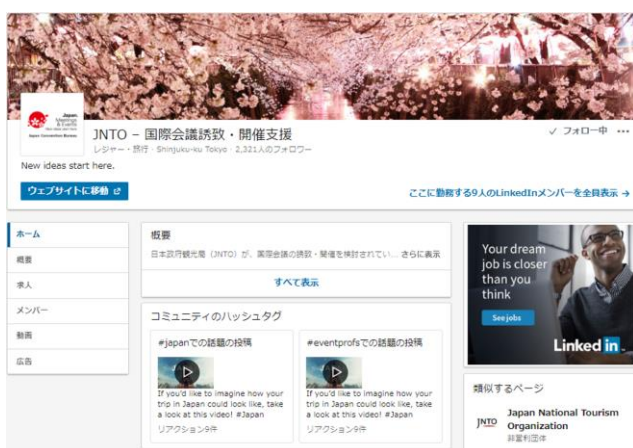 Japan
Meetings
& Events
Japan Convention Bureau
JNTO – 国際会議誘致・開催支援
レジャー・旅行・Shinjuku-ku Tokyo・2,321人のフォロワー
✓ フォロー中 •••
New ideas start here.
ウェブサイトに移動
ここに勤務する9人のLinkedInメンバーを全員表示 →
ホーム
概要
求人
メンバー
動画
広告
概要
日本政府観光局（JNTO）が、国際会議の誘致・開催を検討されてい... さらに表示
すべて表示
コミュニティのハッシュタグ
#japanでの話題の投稿
If you'd like to imagine how your
trip in Japan could look like, take
a look at this video! #Japan
リアクション9件
#eventprofsでの話題の投稿
If you'd like to imagine how your
trip in Japan could look like, take
a look at this video! #Japan
リアクション9件
Your dream
job is closer
than you
think
See jobs
Linked in
類似するページ
JNTO
Japan National Tourism
Organization
非営利団体